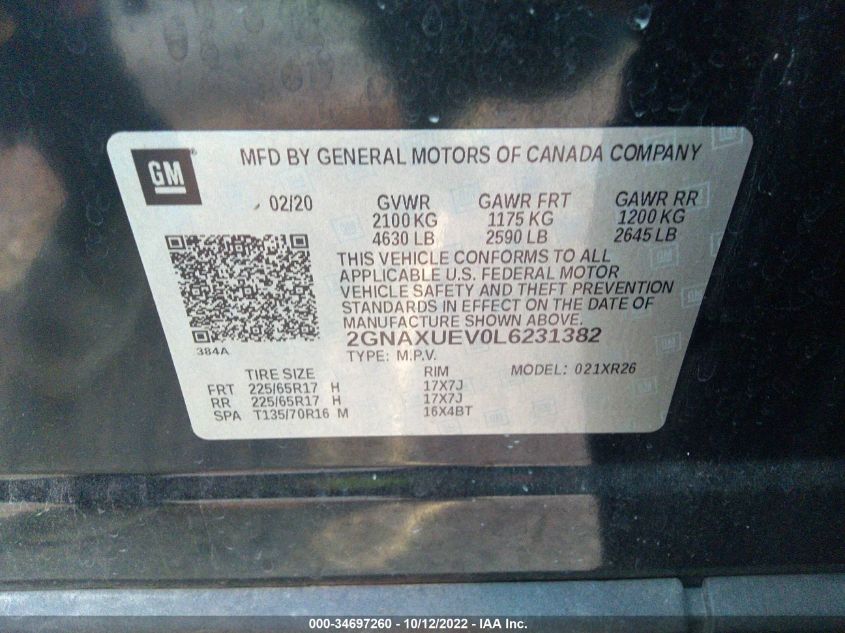 GM
MFD BY GENERAL MOTORS OF CANADA COMPANY
02/20 GVWR GAWR FRT GAWR RR
2100 KG 1175 KG 1200 KG
4630 LB 2590 LB 2645 LB
THIS VEHICLE CONFORMS TO ALL
APPLICABLE U.S. FEDERAL MOTOR
VEHICLE SAFETY AND THEFT PREVENTION
STANDARDS IN EFFECT ON THE DATE OF
MANUFACTURE SHOWN ABOVE.
2GNAXUEV0L6231382
384A TYPE: M.P.V.
TIRE SIZE RIM MODEL: 021XR26
FRT 225/65R17 H 17X7J
RR 225/65R17 H 17X7J
SPA T135/70R16 M 16X4BT
000-34697260 - 10/12/2022 - IAA Inc.